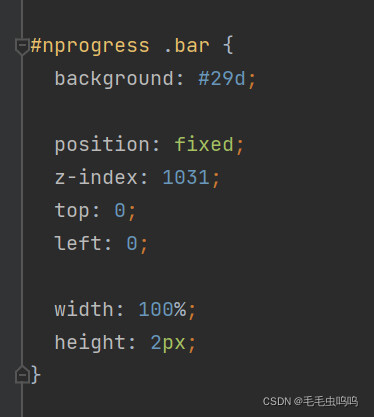 #nprogress .bar {
background: #29d;
position: fixed;
z-index: 1031;
top: 0;
left: 0;
width: 100%;
height: 2px;
}
CSDN @毛毛虫呜呜